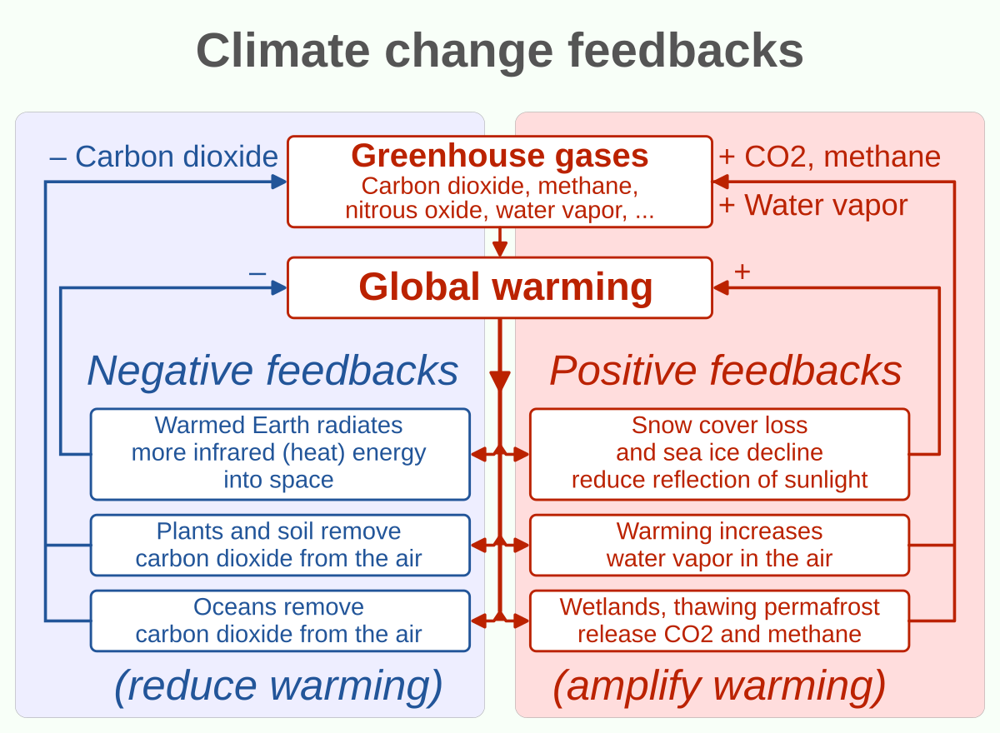 Climate change feedbacks
– Carbon dioxide
Greenhouse gases
Carbon dioxide, methane,
nitrous oxide, water vapor, ...
+ CO2, methane
+ Water vapor
–
Global warming
+
Negative feedbacks
Warmed Earth radiates
more infrared (heat) energy
into space
Plants and soil remove
carbon dioxide from the air
Oceans remove
carbon dioxide from the air
(reduce warming)
Positive feedbacks
Snow cover loss
and sea ice decline
reduce reflection of sunlight
Warming increases
water vapor in the air
Wetlands, thawing permafrost
release CO2 and methane
(amplify warming)